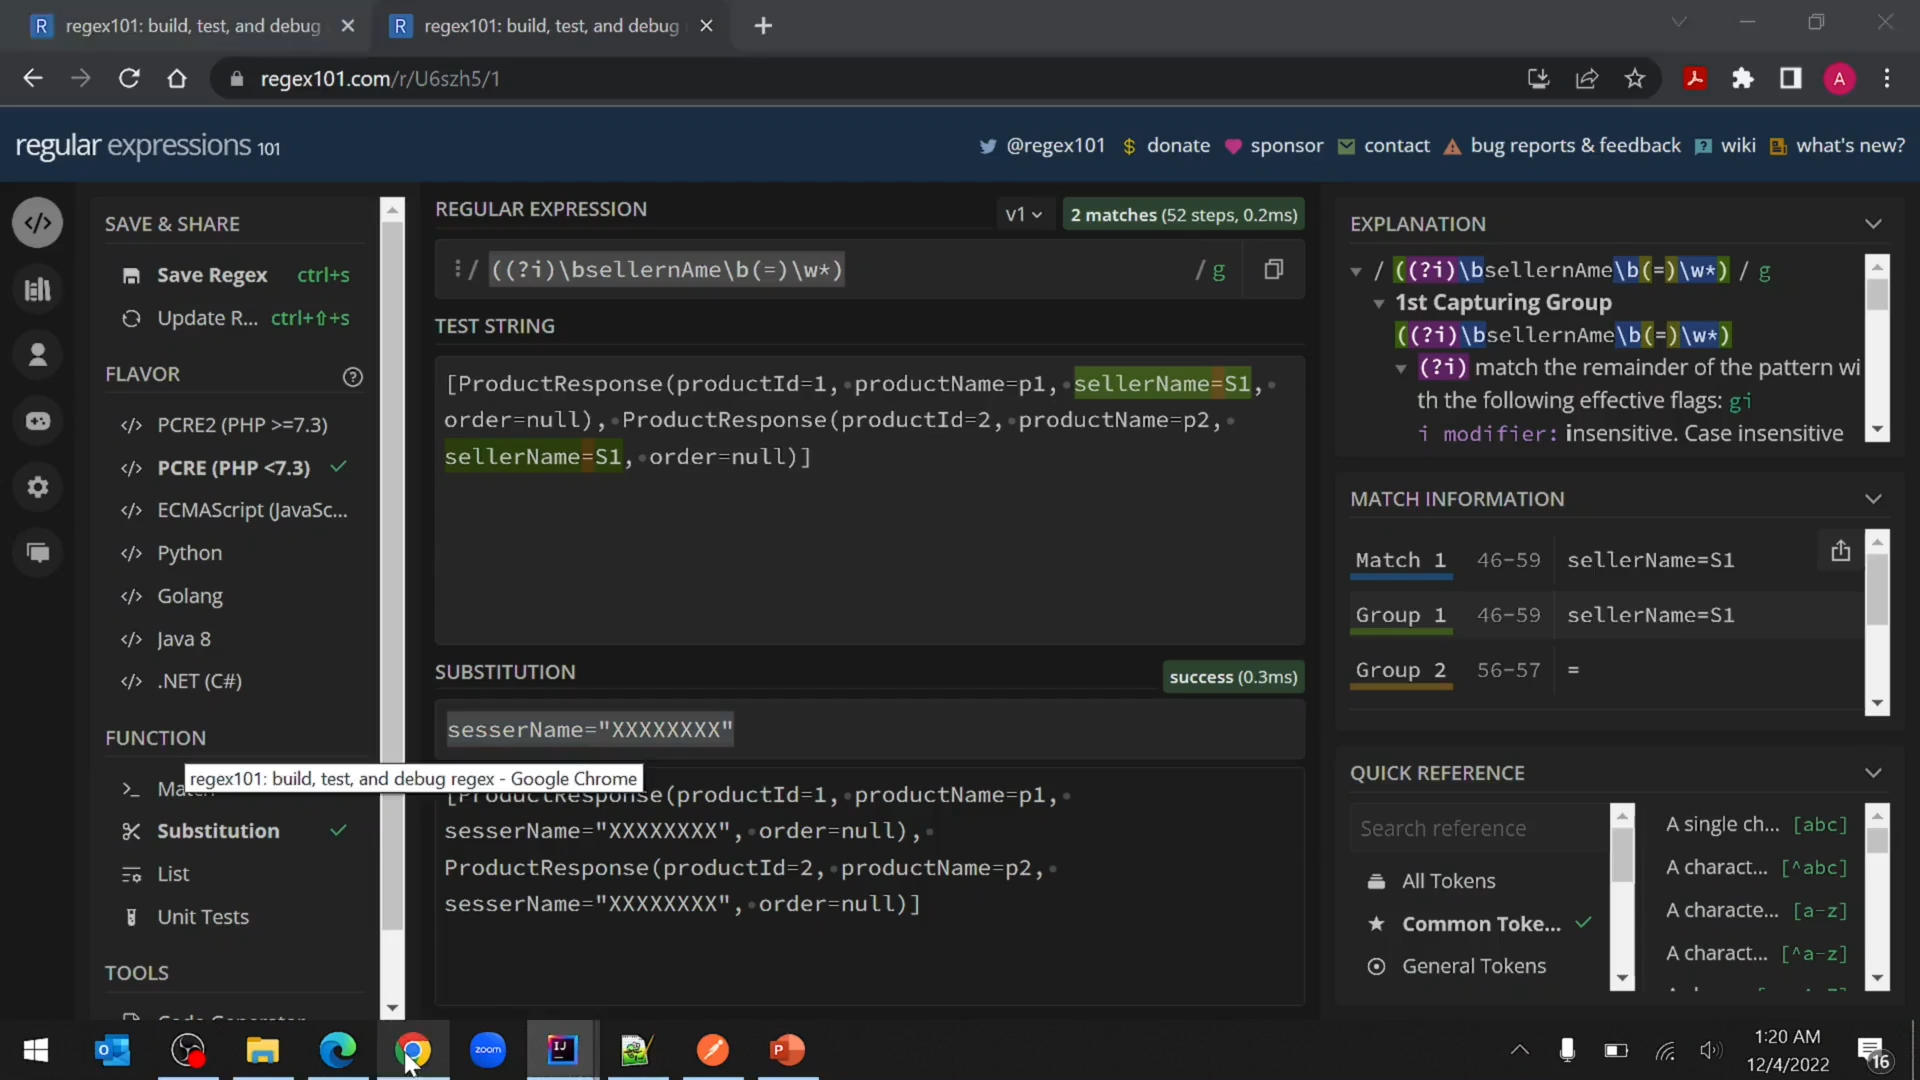 regex101: build, test, and debug
regex101: build, test, and debug
regex101.com/r/U6szh5/1
A
regular expressions 101
@regex101
$ donate
sponsor
contact
bug reports & feedback
wiki
what's new?
SAVE & SHARE
Save Regex ctrl+s
Update R... ctrl+⇧+s
FLAVOR
</> PCRE2 (PHP >=7.3)
</> PCRE (PHP <7.3)
</> ECMAScript (JavaSc...
</> Python
</> Golang
</> Java 8
</> .NET (C#)
FUNCTION
Substitution
List
Unit Tests
TOOLS
regex101: build, test, and debug regex - Google Chrome
REGULAR EXPRESSION
v1
2 matches (52 steps, 0.2ms)
/ ((?i)\bsellernAme\b(=)\w*) / g
TEST STRING
[ProductResponse(productId=1, productName=p1, sellerName=S1,
order=null), ProductResponse(productId=2, productName=p2,
sellerName=S1, order=null)]
SUBSTITUTION
success (0.3ms)
sesserName="XXXXXXXX"
[ProductResponse(productId=1, productName=p1,
sesserName="XXXXXXXX", order=null),
ProductResponse(productId=2, productName=p2,
sesserName="XXXXXXXX", order=null)]
EXPLANATION
/ ((?i)\bsellernAme\b(=)\w*) / g
1st Capturing Group
((?i)\bsellernAme\b(=)\w*)
(?i) match the remainder of the pattern wi
th the following effective flags: gi
i modifier: insensitive. Case insensitive
MATCH INFORMATION
Match 1 46-59 sellerName=S1
Group 1 46-59 sellerName=S1
Group 2 56-57 =
QUICK REFERENCE
Search reference
All Tokens
Common Toke...
General Tokens
A single ch... [abc]
A charact... [^abc]
A characte... [a-z]
A charact... [^a-z]
zoom
IJ
P
1:20 AM
12/4/2022
16